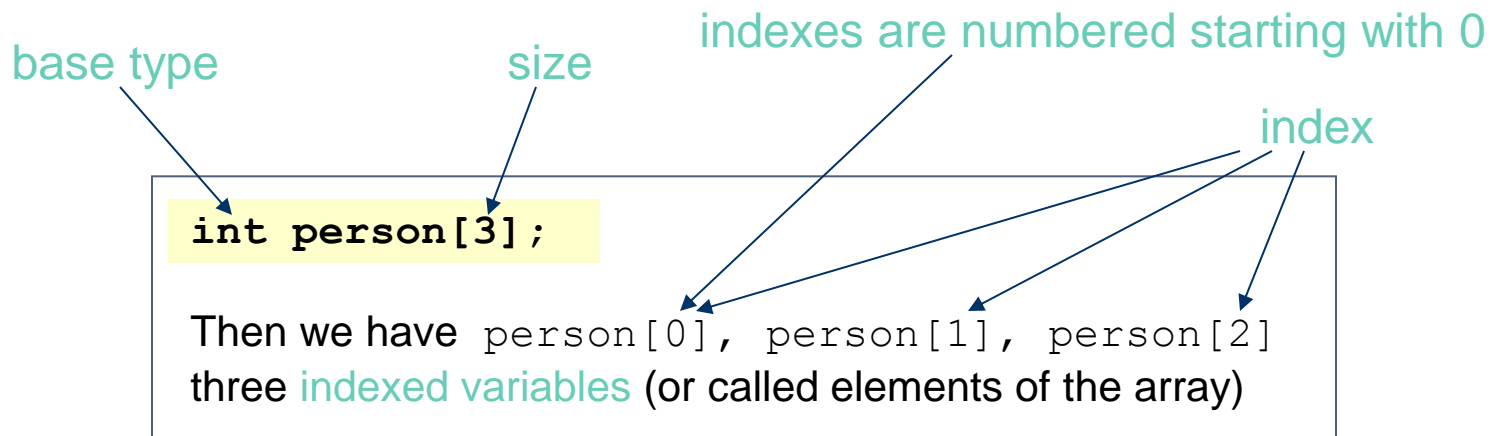 indexes are numbered starting with 0
base type size
index
int person[3];
Then we have person[0], person[1], person[2]
three indexed variables (or called elements of the array)